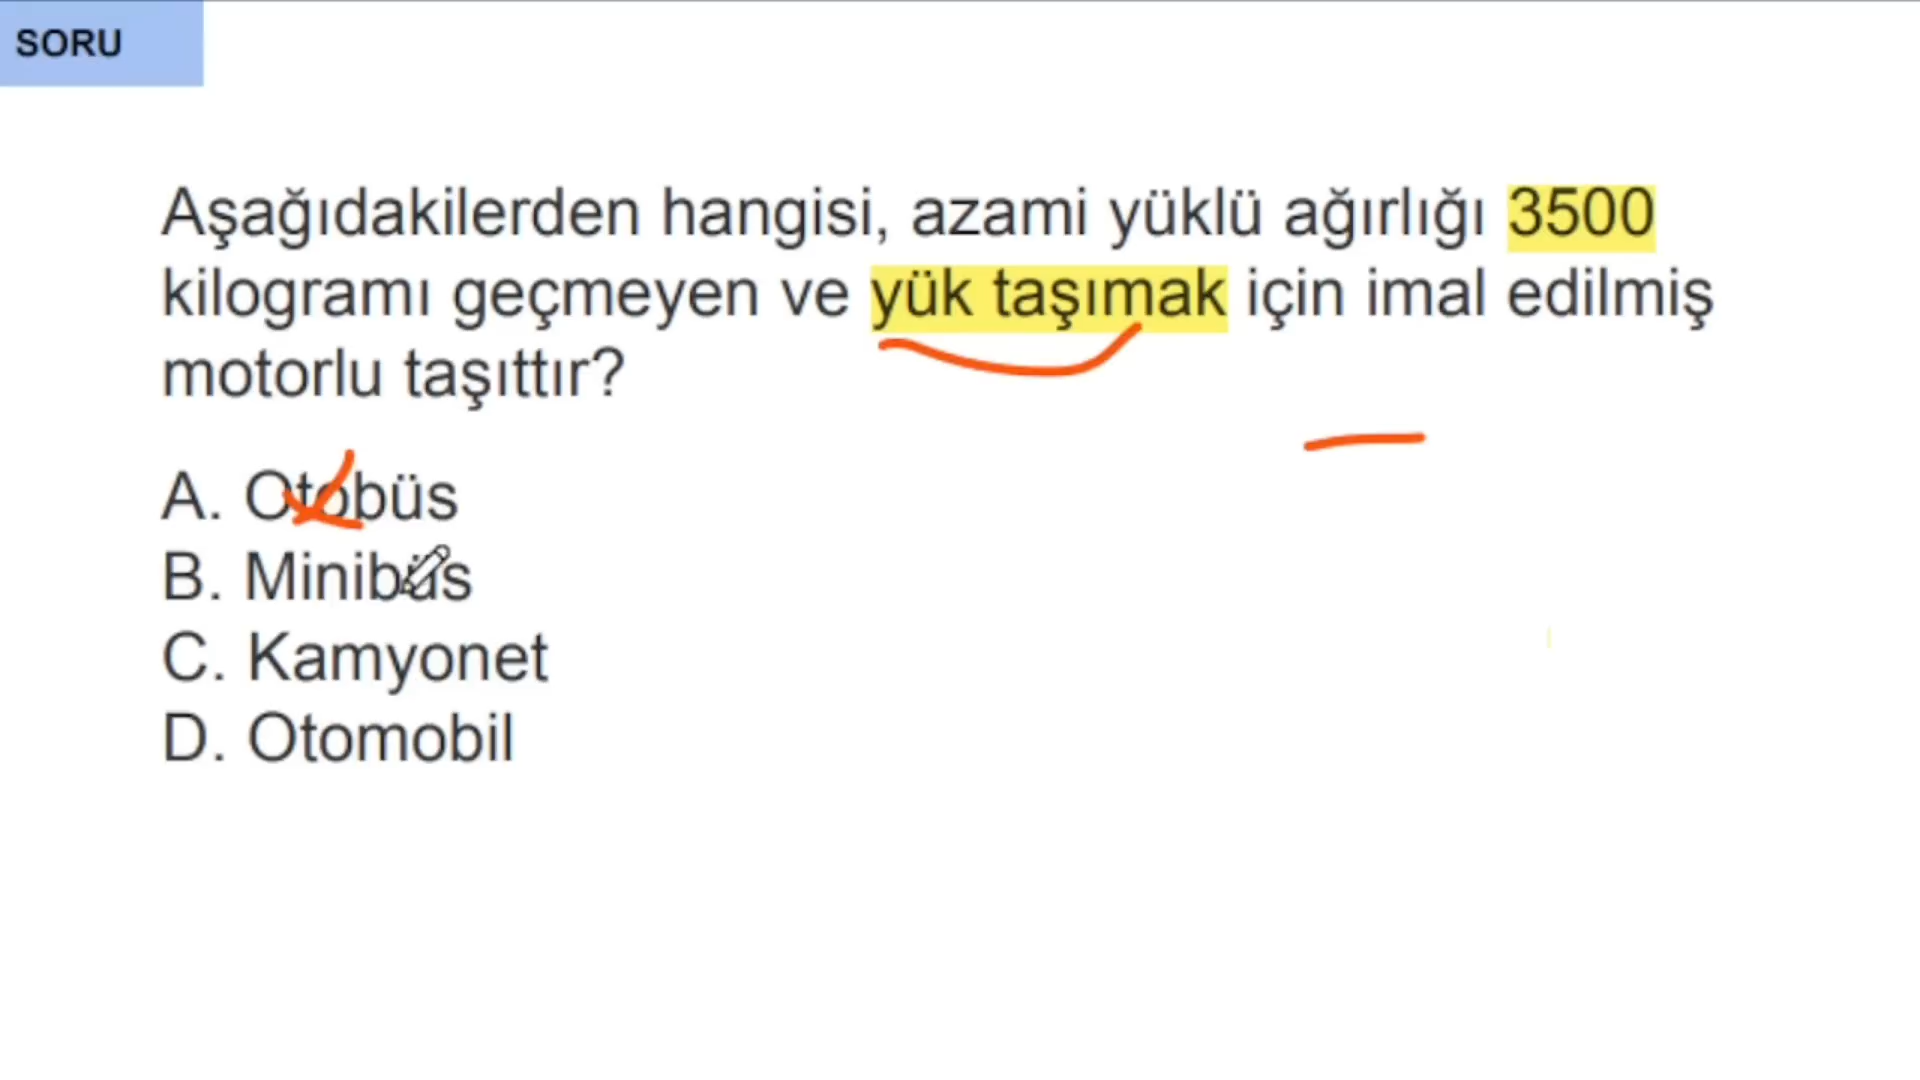 SORU
Aşağıdakilerden hangisi, azami yüklü ağırlığı 3500
kilogramı geçmeyen ve yük taşımak için imal edilmiş
motorlu taşıttır?
A. Otobüs
B. Minibüs
C. Kamyonet
D. Otomobil